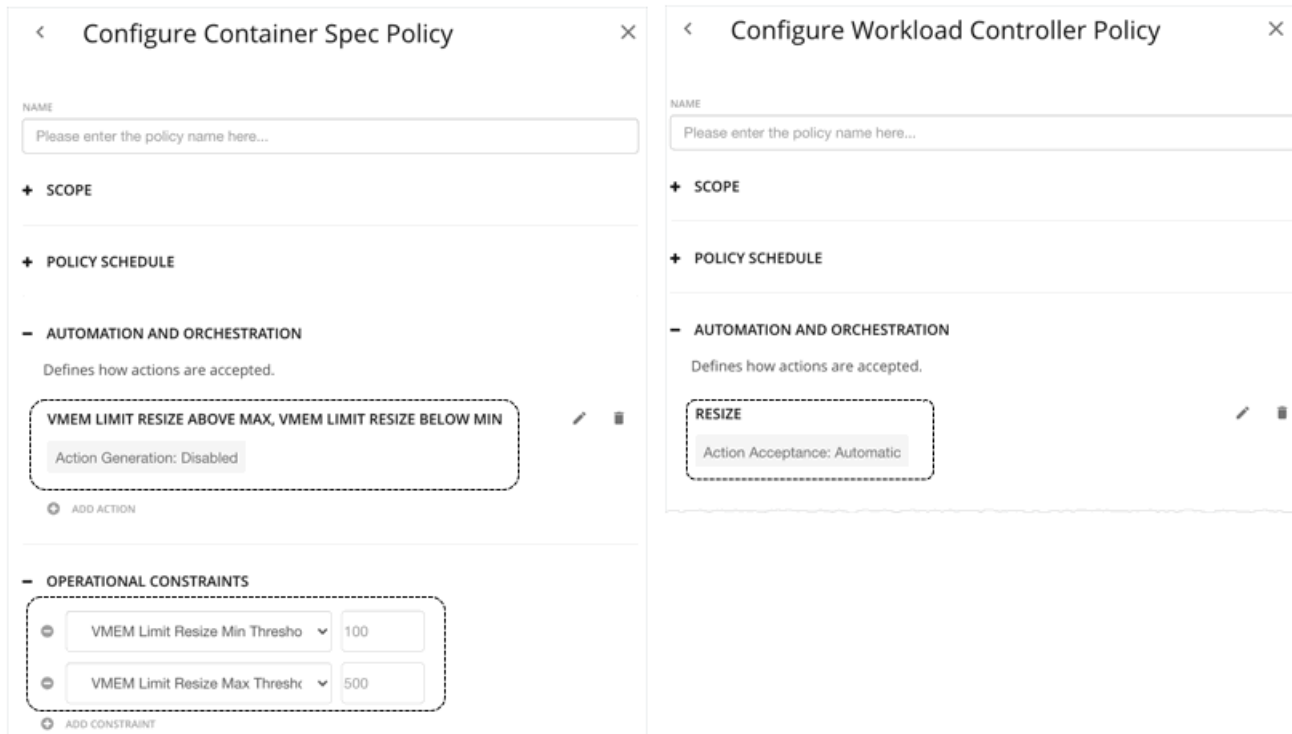 Configure Container Spec Policy
NAME
Please enter the policy name here...
SCOPE
POLICY SCHEDULE
AUTOMATION AND ORCHESTRATION
Defines how actions are accepted.
VMEM LIMIT RESIZE ABOVE MAX, VMEM LIMIT RESIZE BELOW MIN
Action Generation: Disabled
ADD ACTION
OPERATIONAL CONSTRAINTS
VMEM Limit Resize Min Thresho 100
VMEM Limit Resize Max Thresho 500
ADD CONSTRAINT
Configure Workload Controller Policy
NAME
Please enter the policy name here...
SCOPE
POLICY SCHEDULE
AUTOMATION AND ORCHESTRATION
Defines how actions are accepted.
RESIZE
Action Acceptance: Automatic